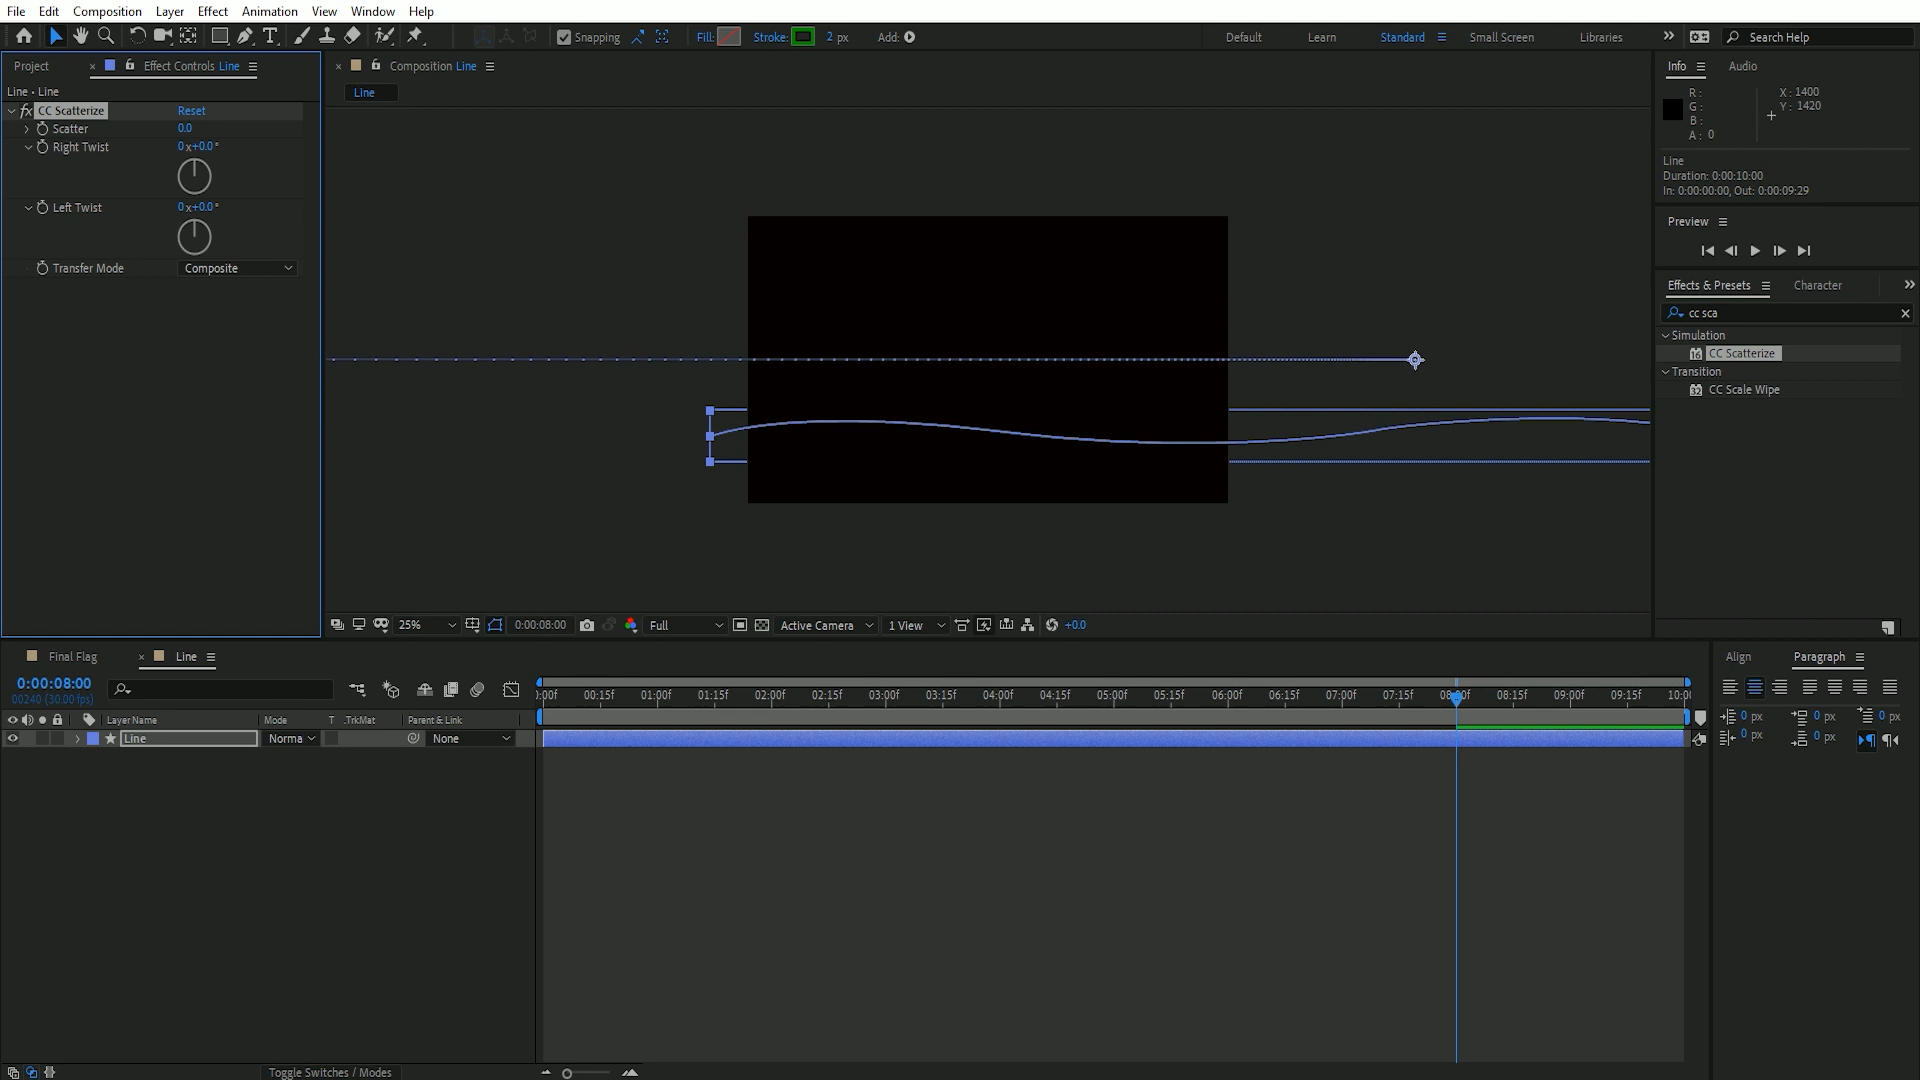 File Edit Composition Layer Effect Animation View Window Help
Snapping Fill: Stroke: 2 px Add: Default Learn Standard Small Screen Libraries Search Help
Project Effect Controls Line Composition Line Info Audio
Line • Line
Line
R: X: 1400
G: Y: 1420
B:
A: 0
fx CC Scatterize Reset
Scatter 0.0
Right Twist 0x+0.0°
Left Twist 0x+0.0°
Transfer Mode Composite
Line
Duration: 0:00:10:00
In: 0:00:00:00, Out: 0:00:09:29
Preview
Effects & Presets Character
cc sca
Simulation
16 CC Scatterize
Transition
32 CC Scale Wipe
25% 0:00:08:00 Full Active Camera 1 View +0.0
Final Flag Line Align Paragraph
0:00:08:00
00240 (30.00 fps)
):00f 00:15f 01:00f 01:15f 02:00f 02:15f 03:00f 03:15f 04:00f 04:15f 05:00f 05:15f 06:00f 06:15f 07:00f 07:15f 08:00f 08:15f 09:00f 09:15f 10:00
Layer Name Mode T .TrkMat Parent & Link
0 px 0 px 0 px
0 px 0 px
Line Norma None
Toggle Switches / Modes